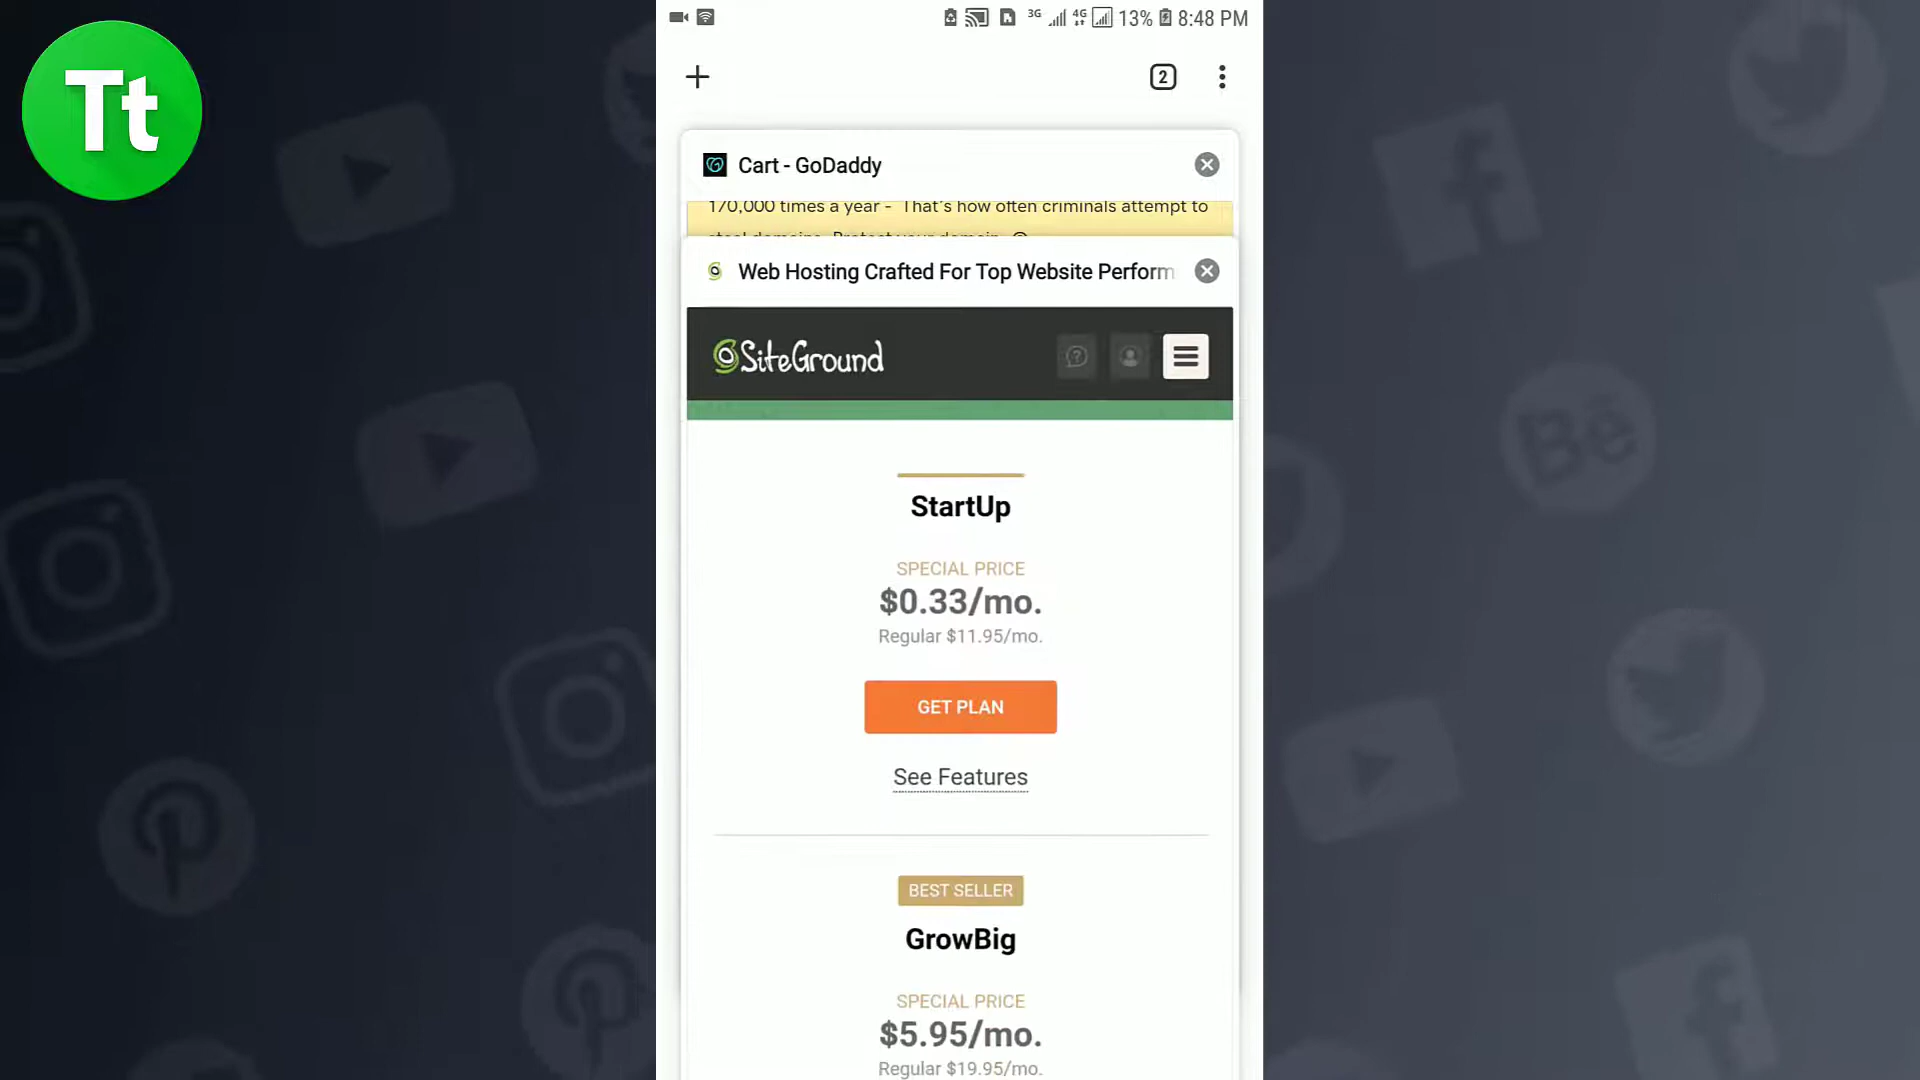 Tt
3G 4G 13% 8:48 PM
2
Cart - GoDaddy
170,000 times a year - That's how often criminals attempt to
steal domains. Protect your domain.
Web Hosting Crafted For Top Website Perform
SiteGround
StartUp
SPECIAL PRICE
$0.33/mo.
Regular $11.95/mo.
GET PLAN
See Features
BEST SELLER
GrowBig
SPECIAL PRICE
$5.95/mo.
Regular $19.95/mo.
Bē